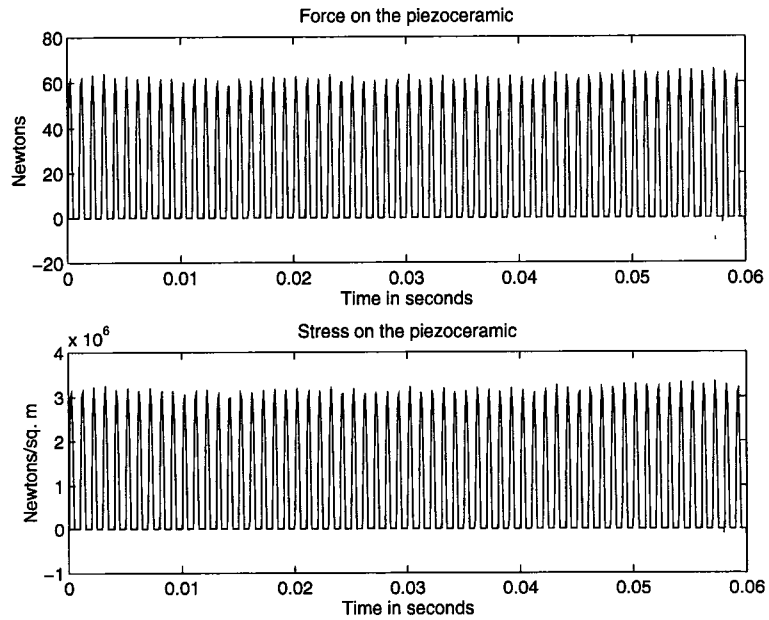 Force on the piezoceramic
80
60
40
20
0
−20
Newtons
0 0.01 0.02 0.03 0.04 0.05 0.06
Time in seconds
Stress on the piezoceramic
x 10^6
4
3
2
1
0
−1
Newtons/sq. m
0 0.01 0.02 0.03 0.04 0.05 0.06
Time in seconds